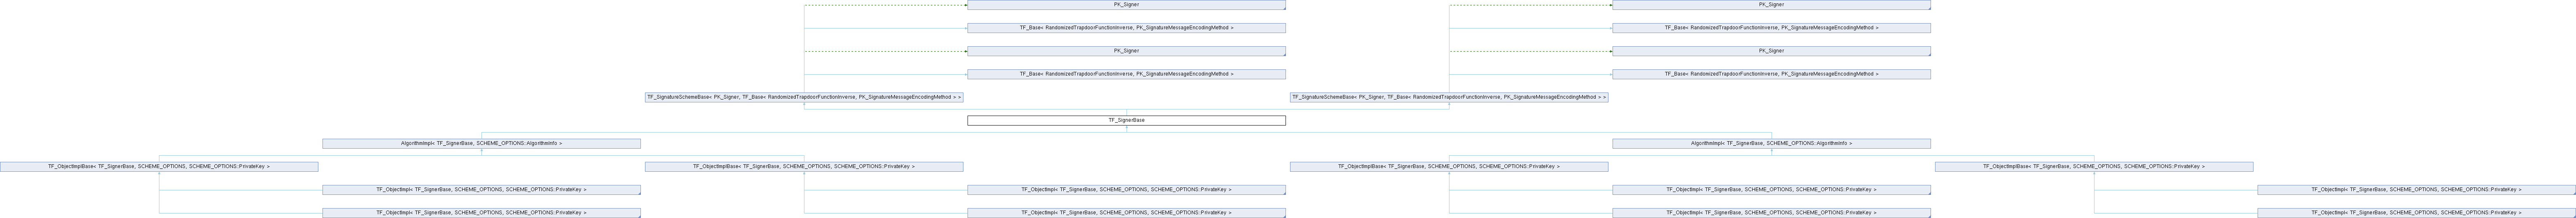 PK_Signer
PK_Signer
TF_Base< RandomizedTrapdoorFunctionInverse, PK_SignatureMessageEncodingMethod >
TF_Base< RandomizedTrapdoorFunctionInverse, PK_SignatureMessageEncodingMethod >
PK_Signer
PK_Signer
TF_Base< RandomizedTrapdoorFunctionInverse, PK_SignatureMessageEncodingMethod >
TF_Base< RandomizedTrapdoorFunctionInverse, PK_SignatureMessageEncodingMethod >
TF_SignatureSchemeBase< PK_Signer, TF_Base< RandomizedTrapdoorFunctionInverse, PK_SignatureMessageEncodingMethod > >
TF_SignatureSchemeBase< PK_Signer, TF_Base< RandomizedTrapdoorFunctionInverse, PK_SignatureMessageEncodingMethod > >
TF_SignerBase
AlgorithmImpl< TF_SignerBase, SCHEME_OPTIONS::AlgorithmInfo >
AlgorithmImpl< TF_SignerBase, SCHEME_OPTIONS::AlgorithmInfo >
TF_ObjectImplBase< TF_SignerBase, SCHEME_OPTIONS, SCHEME_OPTIONS::PrivateKey >
TF_ObjectImplBase< TF_SignerBase, SCHEME_OPTIONS, SCHEME_OPTIONS::PrivateKey >
TF_ObjectImplBase< TF_SignerBase, SCHEME_OPTIONS, SCHEME_OPTIONS::PrivateKey >
TF_ObjectImplBase< TF_SignerBase, SCHEME_OPTIONS, SCHEME_OPTIONS::PrivateKey >
TF_ObjectImpl< TF_SignerBase, SCHEME_OPTIONS, SCHEME_OPTIONS::PrivateKey >
TF_ObjectImpl< TF_SignerBase, SCHEME_OPTIONS, SCHEME_OPTIONS::PrivateKey >
TF_ObjectImpl< TF_SignerBase, SCHEME_OPTIONS, SCHEME_OPTIONS::PrivateKey >
TF_ObjectImpl< TF_SignerBase, SCHEME_OPTIONS, SCHEME_OPTIONS::PrivateKey >
TF_ObjectImpl< TF_SignerBase, SCHEME_OPTIONS, SCHEME_OPTIONS::PrivateKey >
TF_ObjectImpl< TF_SignerBase, SCHEME_OPTIONS, SCHEME_OPTIONS::PrivateKey >
TF_ObjectImpl< TF_SignerBase, SCHEME_OPTIONS, SCHEME_OPTIONS::PrivateKey >
TF_ObjectImpl< TF_SignerBase, SCHEME_OPTIONS, SCHEME_OPTIONS::PrivateKey >